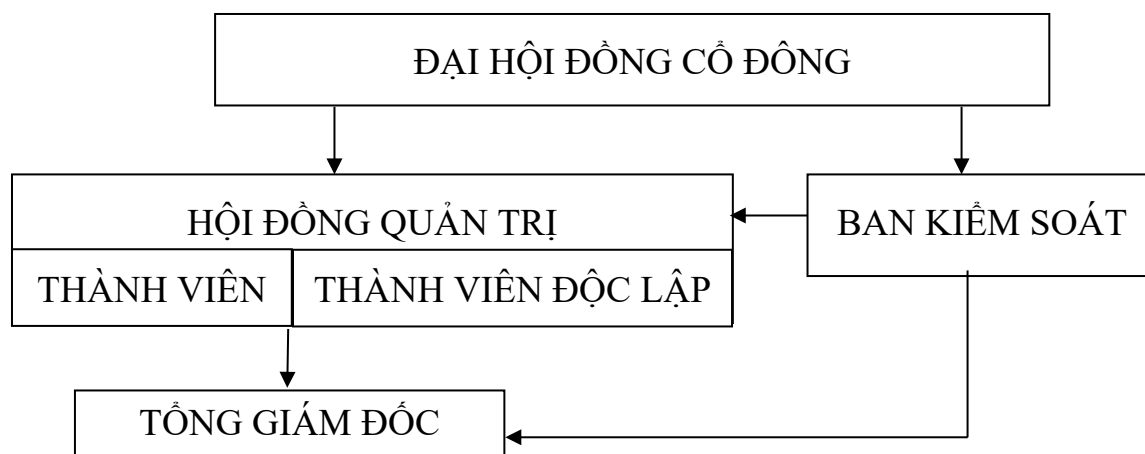 ĐẠI HỘI ĐỒNG CỔ ĐÔNG
HỘI ĐỒNG QUẢN TRỊ
BAN KIỂM SOÁT
THÀNH VIÊN
THÀNH VIÊN ĐỘC LẬP
TỔNG GIÁM ĐỐC